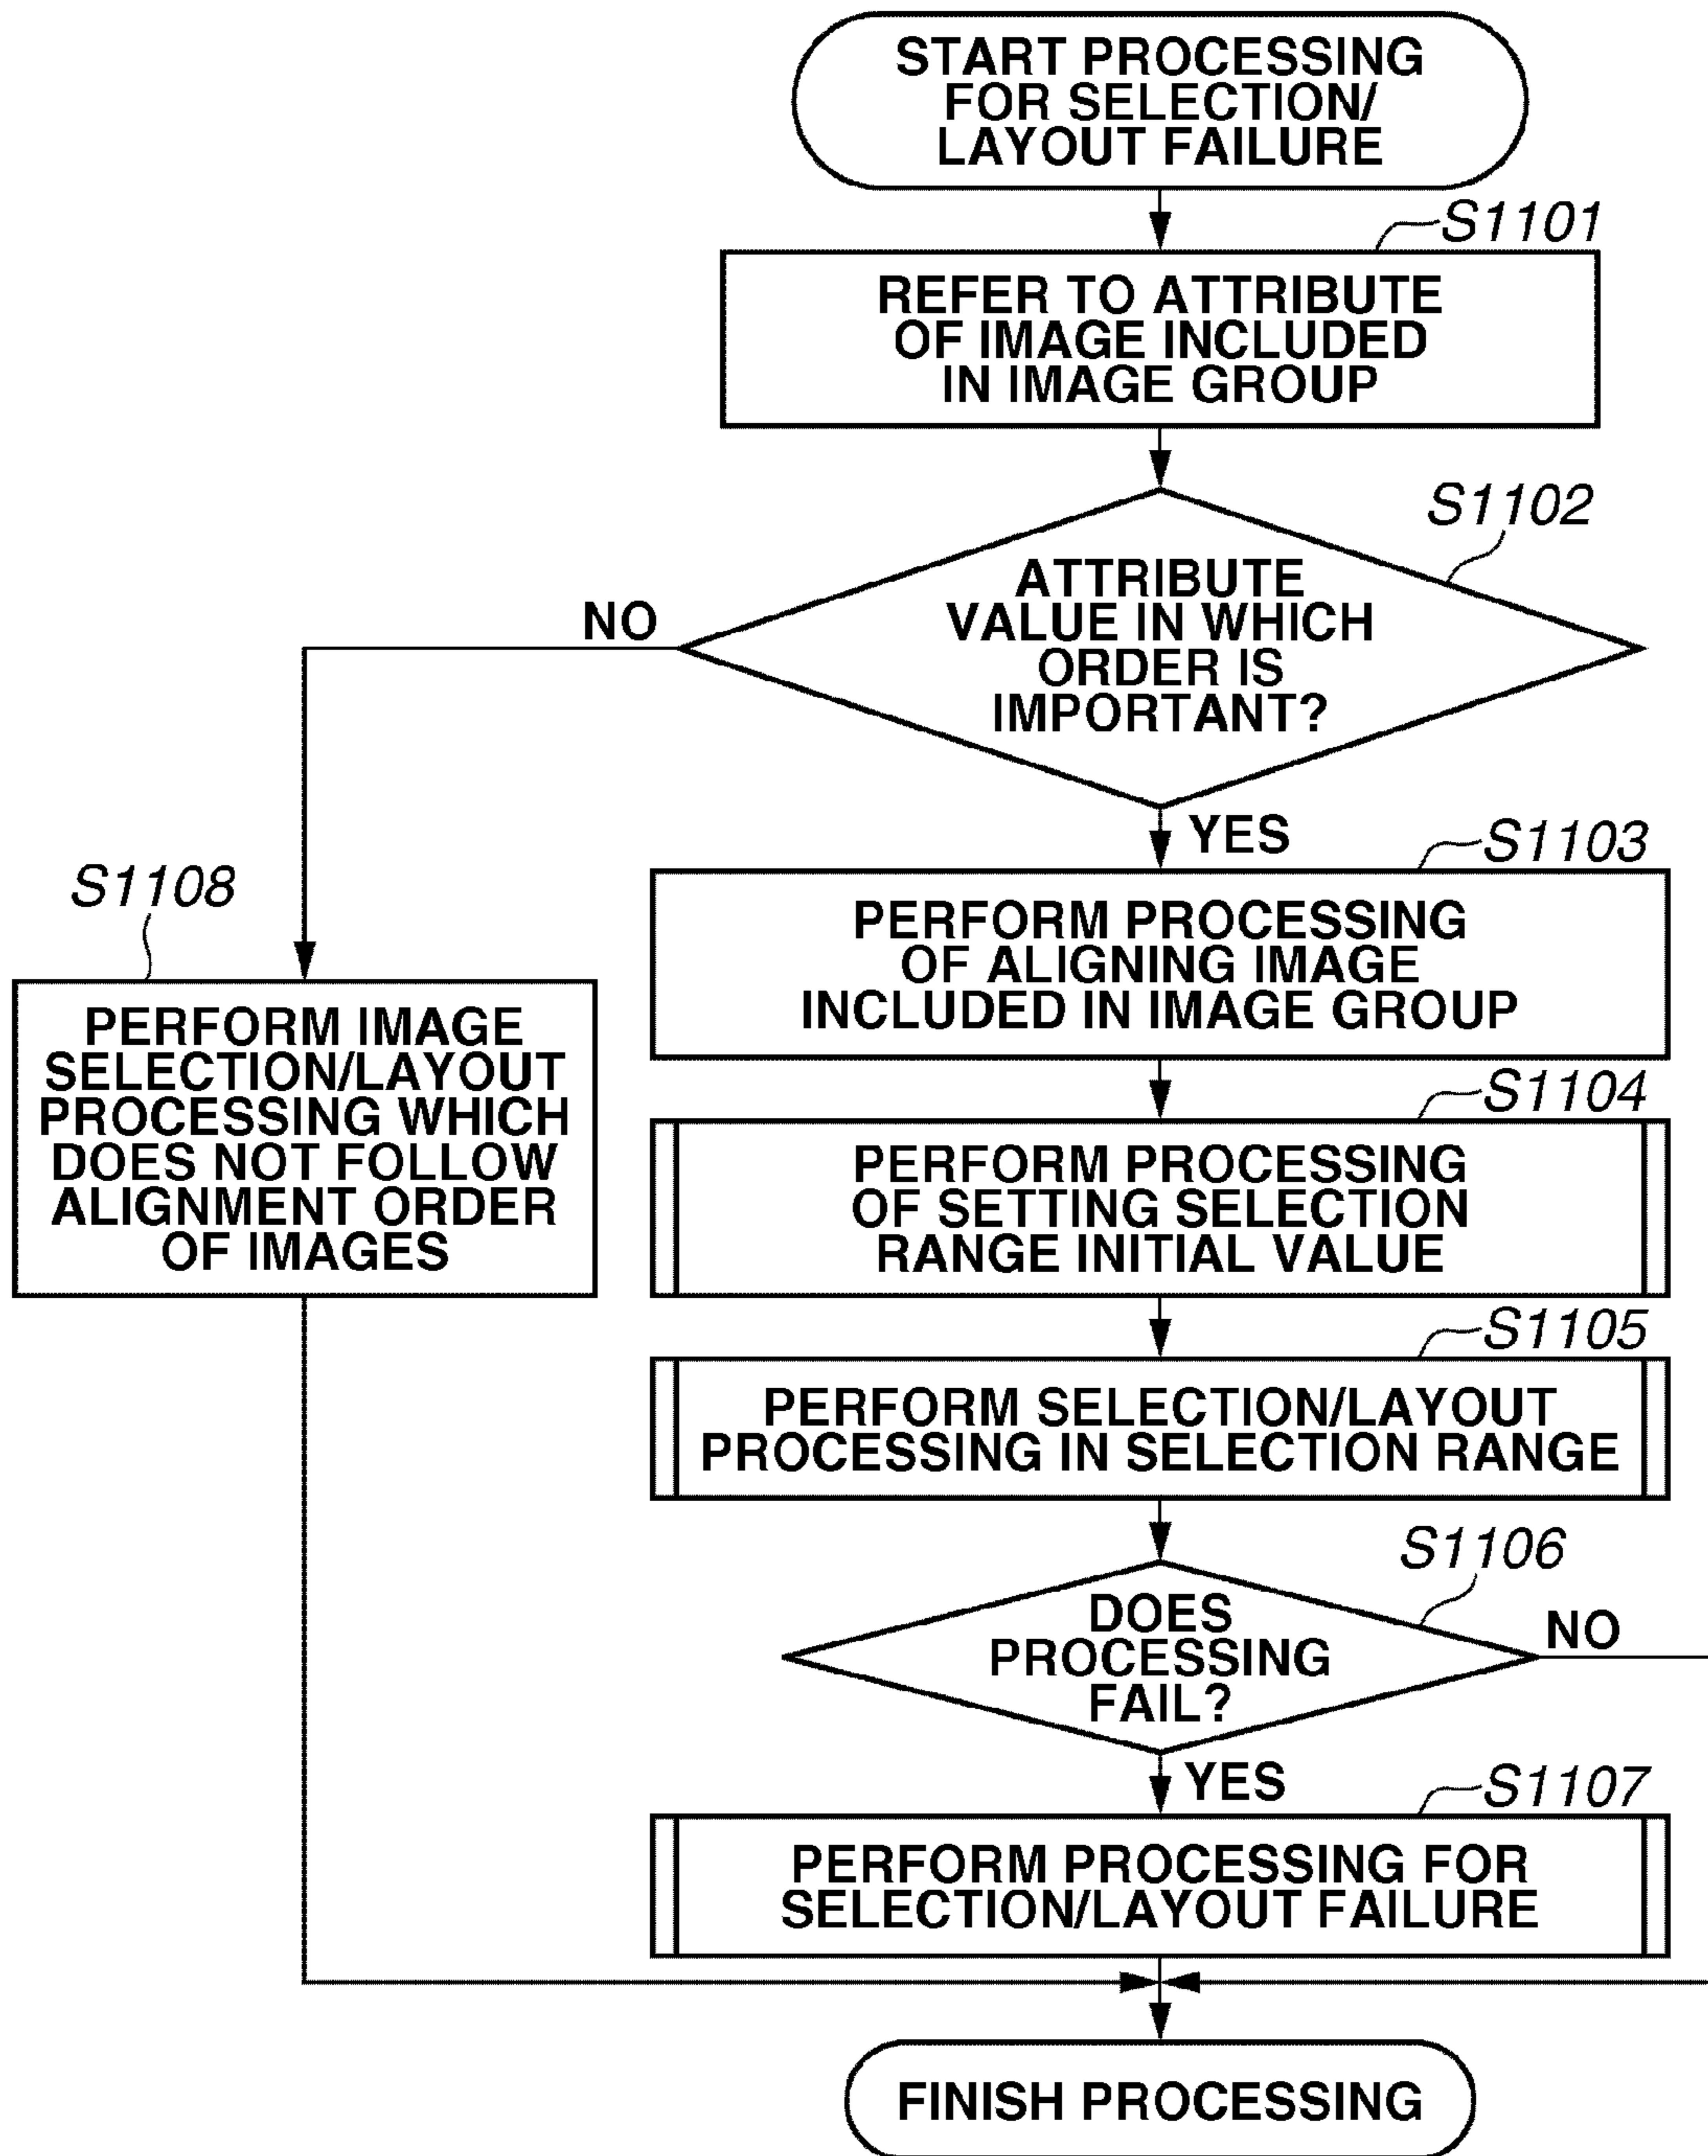 START PROCESSING
FOR SELECTION/
LAYOUT FAILURE
S1101
REFER TO ATTRIBUTE
OF IMAGE INCLUDED
IN IMAGE GROUP
S1102
ATTRIBUTE
VALUE IN WHICH
ORDER IS
IMPORTANT?
NO
YES
S1103
PERFORM PROCESSING
OF ALIGNING IMAGE
INCLUDED IN IMAGE GROUP
S1108
PERFORM IMAGE
SELECTION/LAYOUT
PROCESSING WHICH
DOES NOT FOLLOW
ALIGNMENT ORDER
OF IMAGES
S1104
PERFORM PROCESSING
OF SETTING SELECTION
RANGE INITIAL VALUE
S1105
PERFORM SELECTION/LAYOUT
PROCESSING IN SELECTION RANGE
S1106
DOES
PROCESSING
FAIL?
NO
YES
S1107
PERFORM PROCESSING FOR
SELECTION/LAYOUT FAILURE
FINISH PROCESSING